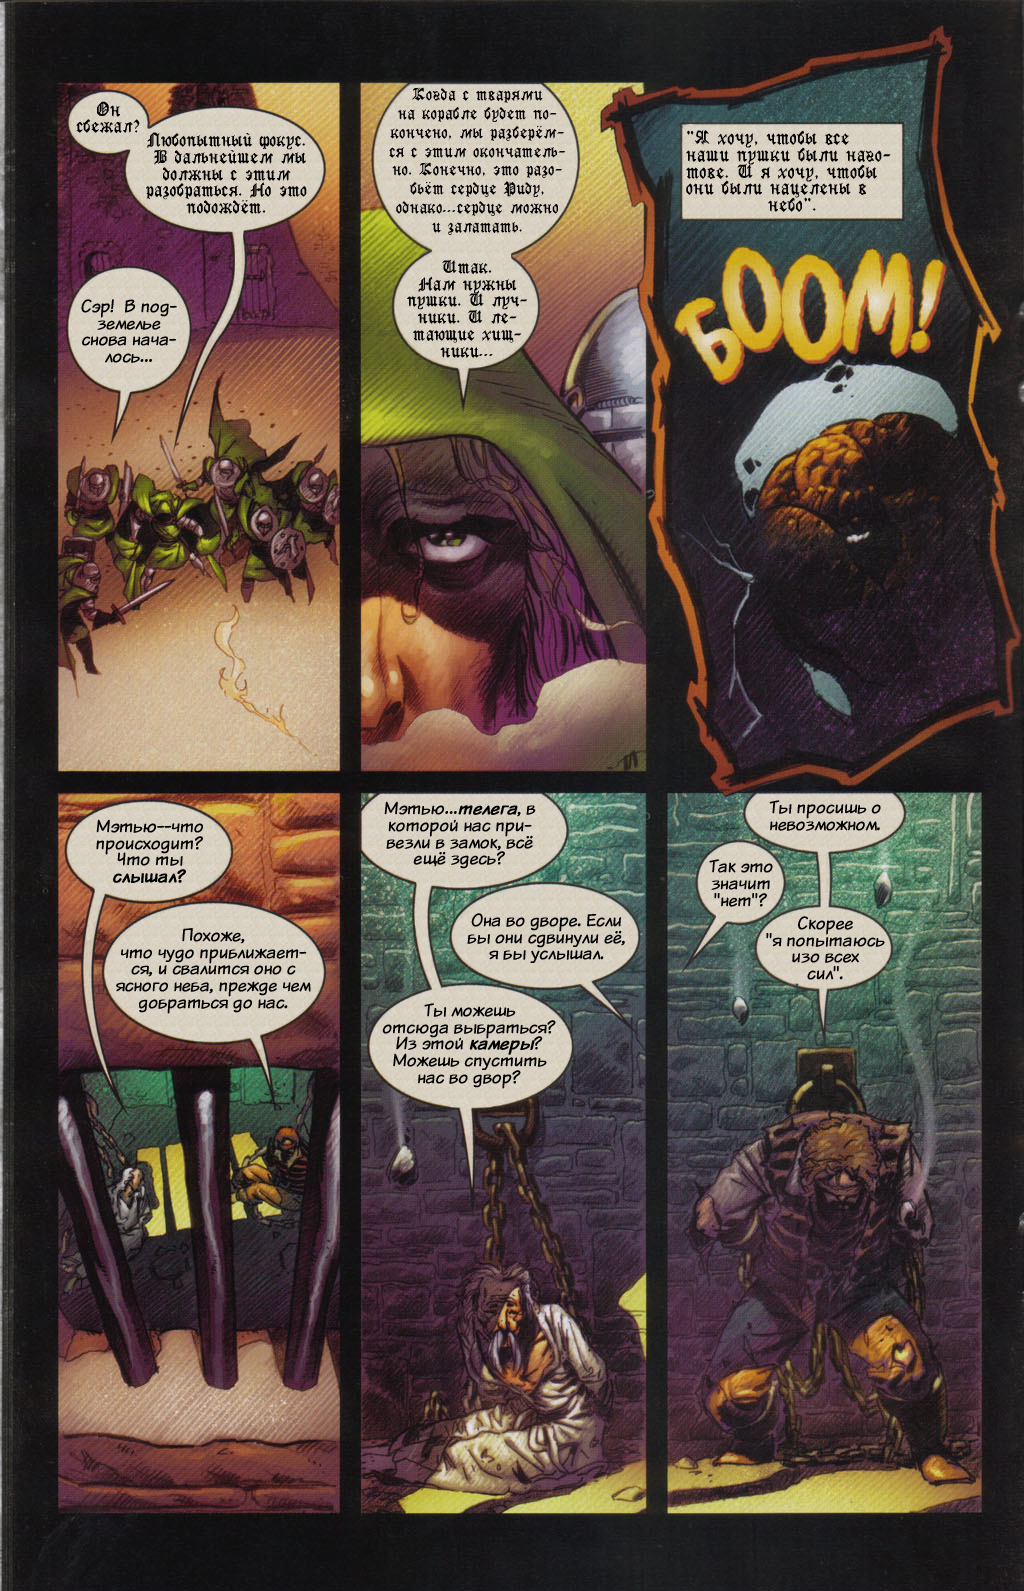 Он
сбежал?
Любопытный фокус.
В дальнейшем мы
должны с этим
разобраться. Но это
подождёт.
Сэр! В под-
земелье
снова нача-
лось...
Когда с тварями
на корабле будет по-
кончено, мы разберём-
ся с этим окончатель-
но. Конечно, это разо-
бьёт сердце Риду,
однако...сердце можно
и залатать.
Итак.
Нам нужны
пушки. И луч-
ники. И ле-
тающие хищ-
ники...
"Я хочу, чтобы все
наши пушки были наго-
тове. И я хочу, чтобы
они были нацелены в
небо".
БООМ!
Мэтью--что
происходит?
Что ты
слышал?
Похоже,
что чудо приближает-
ся, и свалится оно с
ясного неба, прежде чем
добраться до нас.
Мэтью...телега, в
которой нас при-
везли в замок, всё
ещё здесь?
Она во дворе. Если
бы они сдвинули её,
я бы услышал.
Ты можешь
отсюда выбраться?
Из этой камеры?
Можешь спустить
нас во двор?
Ты просишь о
невозможном.
Так это
значит
"нет"?
Скорее
"я попытаюсь
изо всех
сил".